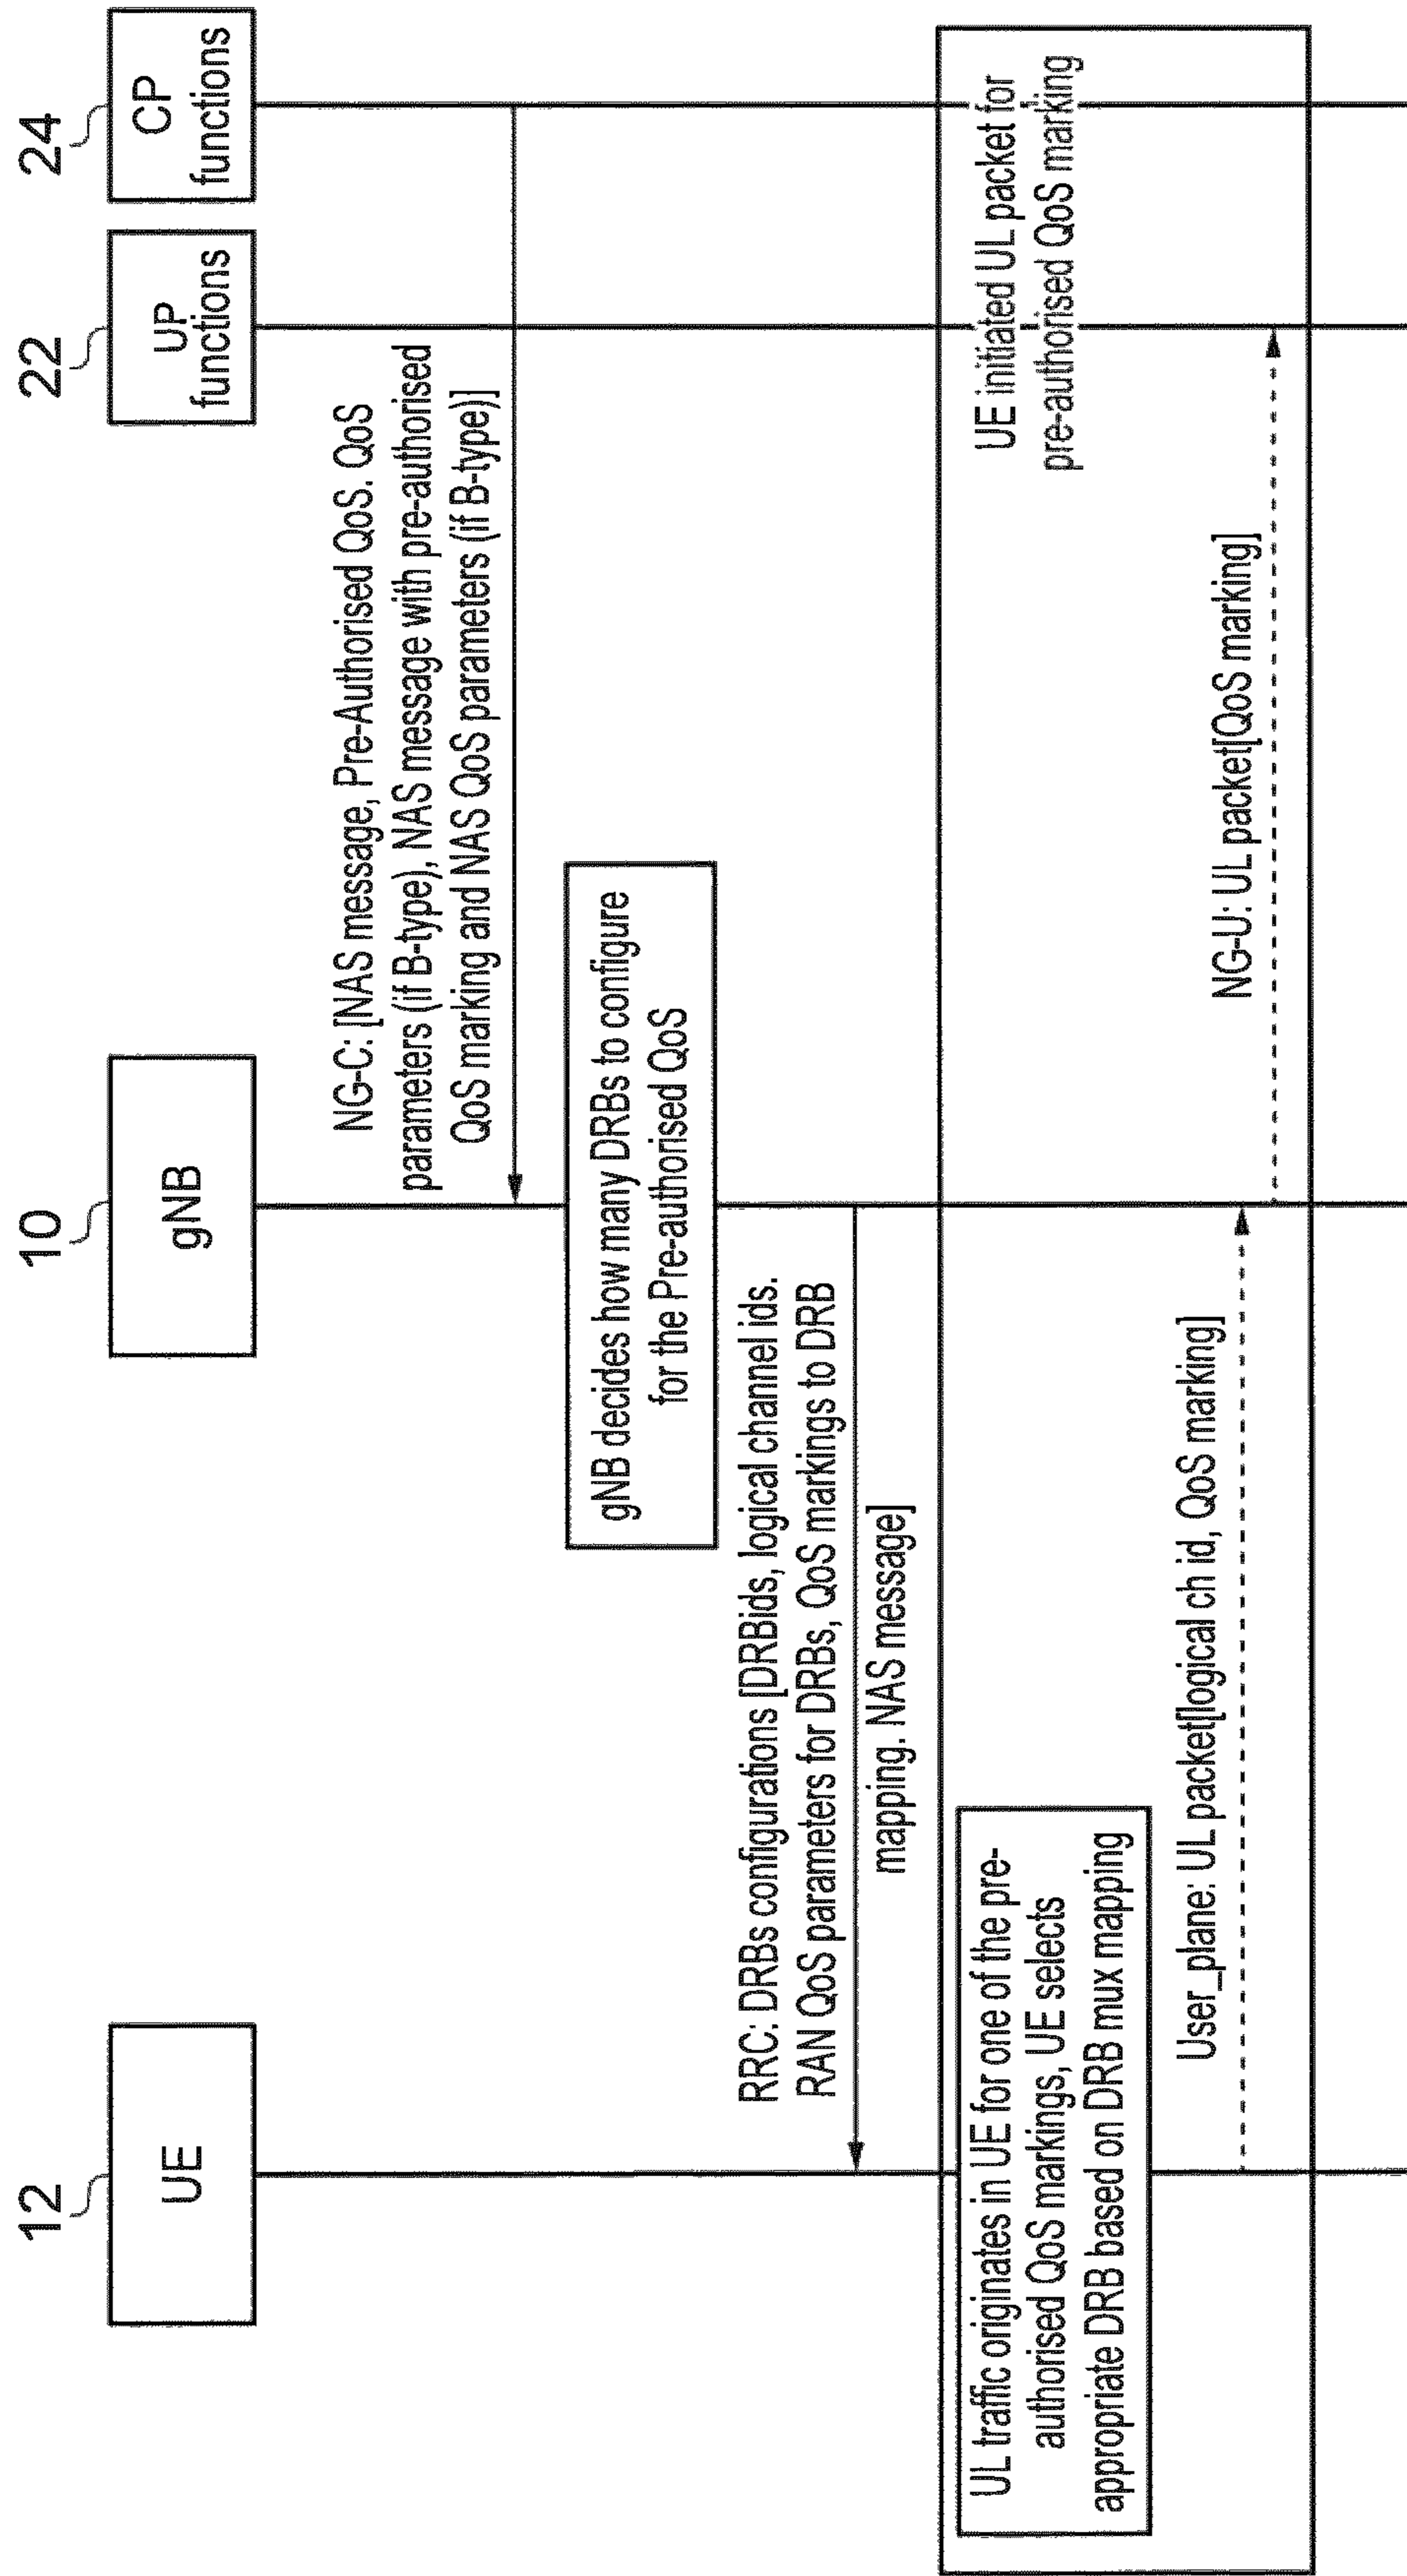 12
UE
10
gNB
22
UP
functions
24
CP
functions
NG-C: [NAS message, Pre-Authorised QoS. QoS
parameters (if B-type), NAS message with pre-authorised
QoS marking and NAS QoS parameters (if B-type)]
gNB decides how many DRBs to configure
for the Pre-authorised QoS
RRC: DRBs configurations [DRBids, logical channel ids.
RAN QoS parameters for DRBs, QoS markings to DRB
mapping. NAS message]
UE initiated UL packet for
pre-authorised QoS marking
UL traffic originates in UE for one of the pre-
authorised QoS markings, UE selects
appropriate DRB based on DRB mux mapping
User_plane: UL packet[logical ch id, QoS marking]
NG-U: UL packet[QoS marking]